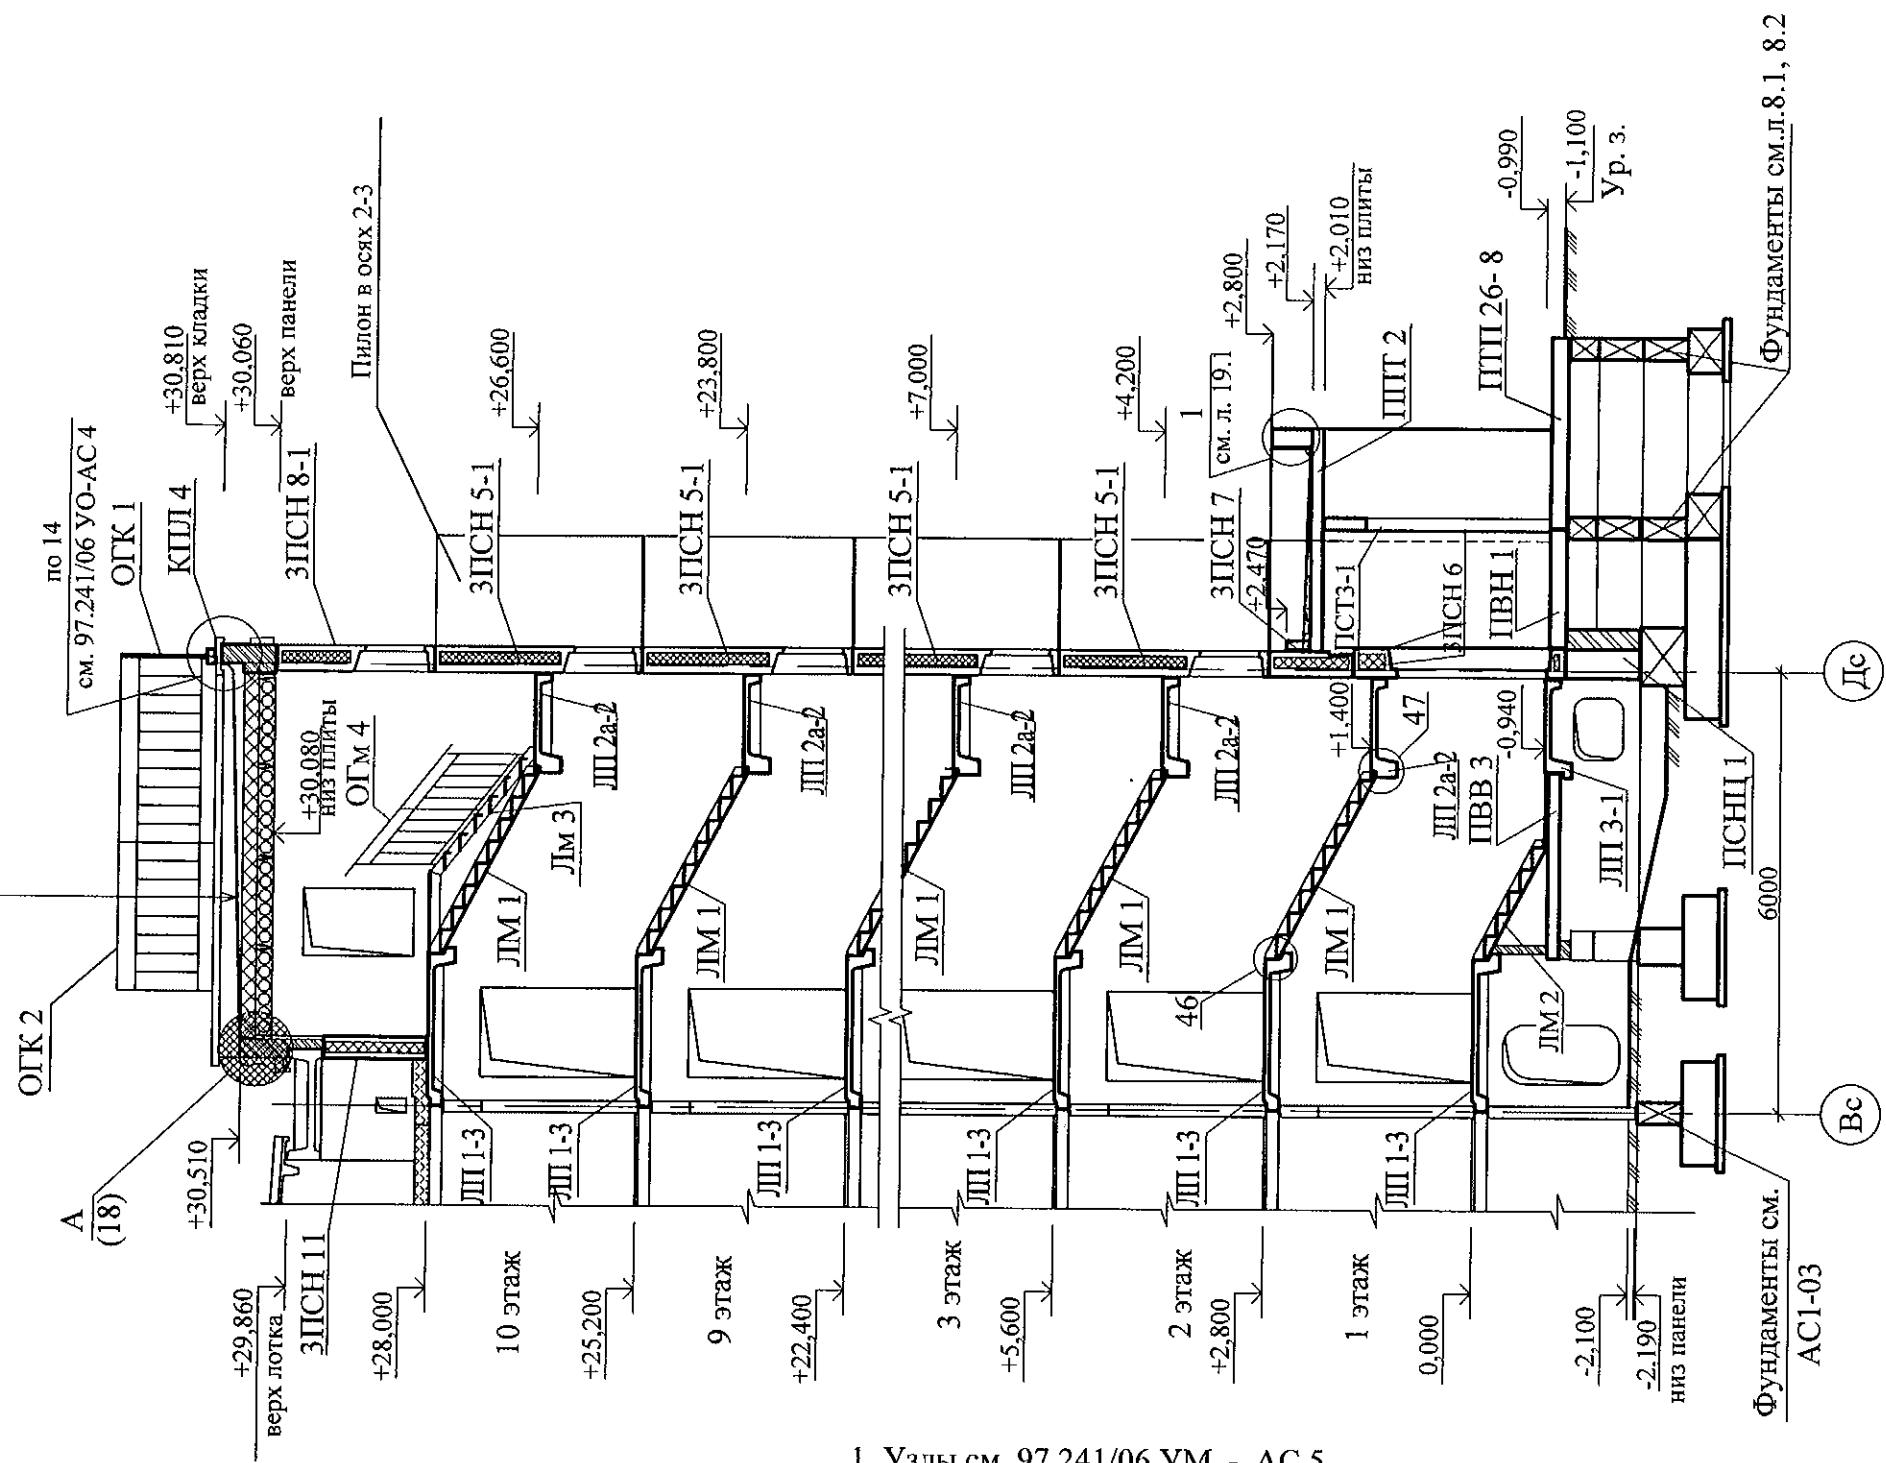 по 14
см. 97.241/06 УО-АС 4
ОГК 1
КПЛ 4
ОГК 2
А
(18)
+30,810
верх кладки
+30,060
верх панели
3ПСН 8-1
Пилон в осях 2-3
+30,080
низ плиты
ОГм 4
Лм 3
+30,510
+29,860
верх лотка
3ПСН 11
+28,000
10 этаж
+25,200
9 этаж
+22,400
3 этаж
+5,600
2 этаж
+2,800
1 этаж
0,000
-2,100
-2.190
низ панели
ЛП 1-3
ЛП 1-3
ЛП 1-3
ЛП 1-3
ЛП 1-3
ЛП 1-3
ЛМ 1
ЛМ 1
ЛМ 1
ЛМ 1
ЛМ 1
ЛМ 2
46
47
ЛП 2а-2
ЛП 2а-2
ЛП 2а-2
ЛП 2а-2
ЛП 2а-2
3ПСН 5-1
3ПСН 5-1
3ПСН 5-1
3ПСН 5-1
+26,600
+23,800
+7,000
+4,200
1
см. л. 19.1
3ПСН 7
+2,470
+2,800
+2,170
+2,010
низ плиты
ППТ 2
ПСТ3-1
3ПСН 6
+1,400
ПВВ 3
-0,940
ПВН 1
ПТП 26-8
-0,990
-1,100
Ур. з.
ЛП 3-1
ПСНЦ 1
Фундаменты см.л.8.1, 8.2
6000
Дс
Вс
Фундаменты см.
АС1-03
1. Узлы см. 97.241/06 УМ - АС 5